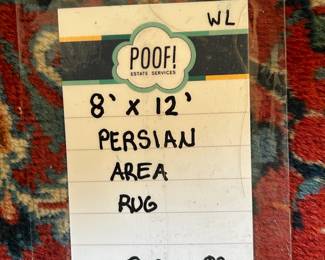 WL
POOF!
ESTATE SERVICES
8' x 12'
PERSIAN
AREA
RUG